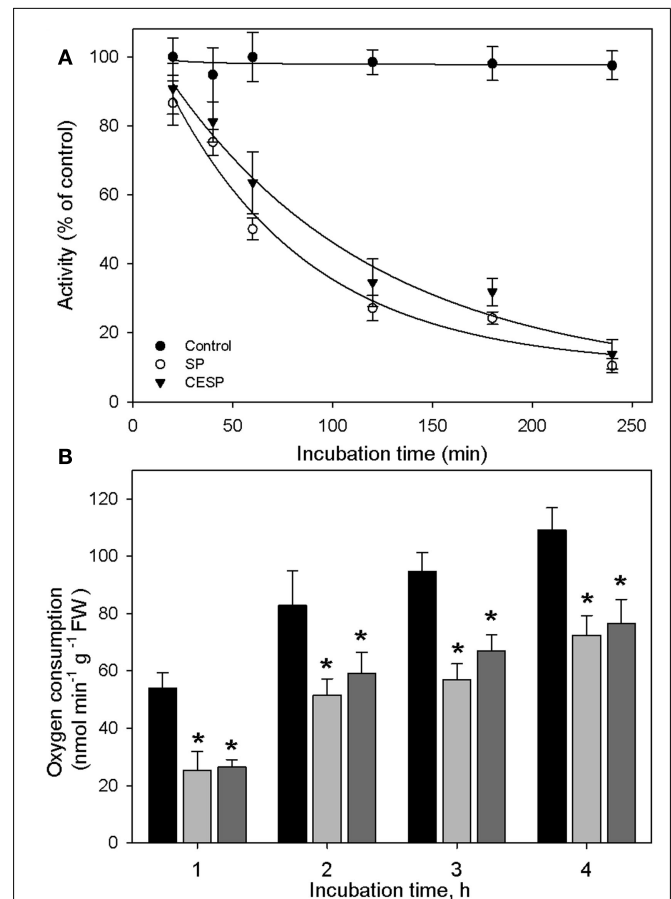 A
Activity (% of control)
100
80
60
40
20
0
Control
SP
CESP
0 50 100 150 200 250
Incubation time (min)
B
Oxygen consumption
(nmol min⁻¹ g⁻¹ FW)
120
100
80
60
40
20
0
* * * * * * * *
1 2 3 4
Incubation time, h